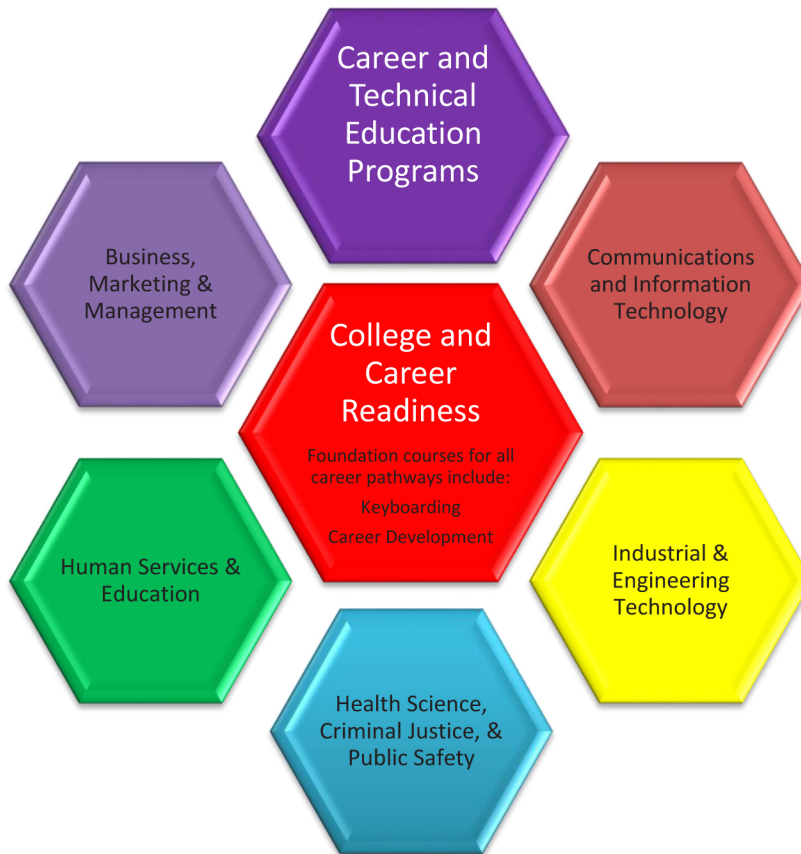 Career and
Technical
Education
Programs
Business,
Marketing &
Management
Communications
and Information
Technology
College and
Career
Readiness
Foundation courses for all
career pathways include:
Keyboarding
Career Development
Human Services &
Education
Industrial &
Engineering
Technology
Health Science,
Criminal Justice, &
Public Safety